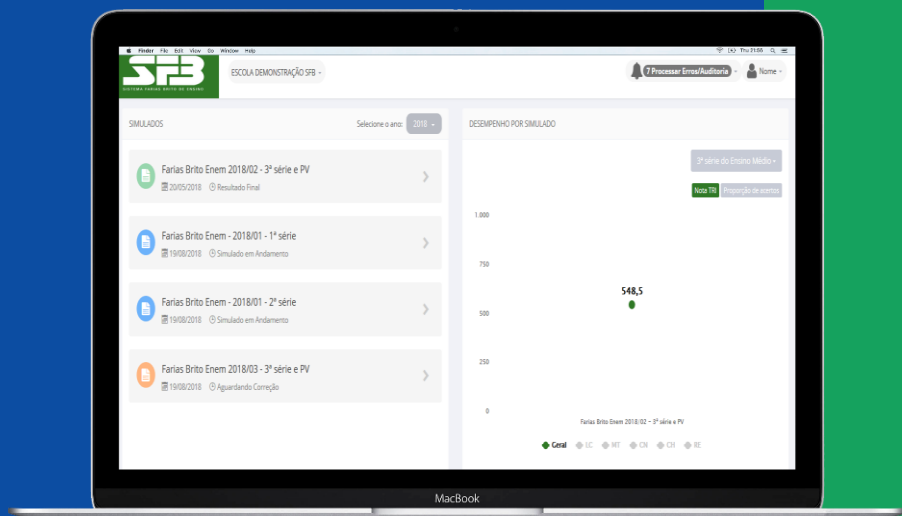 Finder File Edit View Go Window Help
Thu 21:55
SFB
SISTEMA FARIAS BRITO DE ENSINO
ESCOLA DEMONSTRAÇÃO SFB
7 Processar Erros/Auditoria
Nome
SIMULADOS
Selecione o ano: 2018
Farias Brito Enem 2018/02 - 3ª série e PV
20/05/2018 Resultado Final
Farias Brito Enem - 2018/01 - 1ª série
19/08/2018 Simulado em Andamento
Farias Brito Enem - 2018/01 - 2ª série
19/08/2018 Simulado em Andamento
Farias Brito Enem 2018/03 - 3ª série e PV
19/08/2018 Aguardando Correção
DESEMPENHO POR SIMULADO
3ª série do Ensino Médio
Nota TRI Proporção de acertos
1.000
750
548,5
500
250
0
Farias Brito Enem 2018/02 - 3ª série e PV
Geral LC MT CN CH RE
MacBook